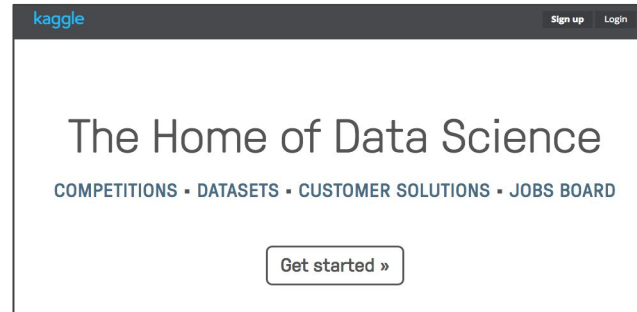 kaggle Sign up Login
The Home of Data Science
COMPETITIONS ▪ DATASETS ▪ CUSTOMER SOLUTIONS ▪ JOBS BOARD
Get started »